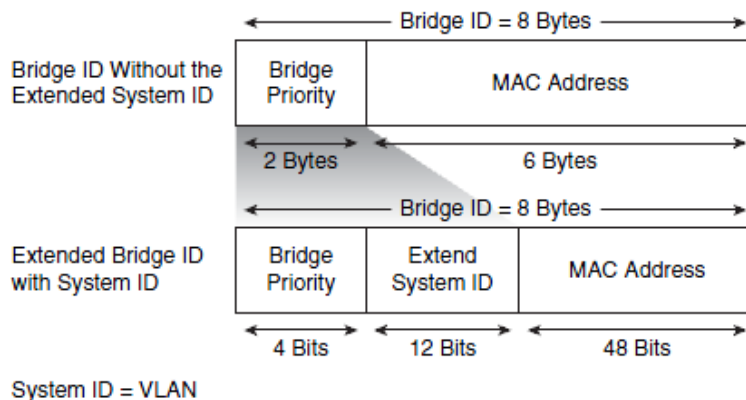 Bridge ID = 8 Bytes
Bridge ID Without the
Extended System ID
Bridge
Priority
MAC Address
2 Bytes
6 Bytes
Bridge ID = 8 Bytes
Extended Bridge ID
with System ID
Bridge
Priority
Extend
System ID
MAC Address
4 Bits
12 Bits
48 Bits
System ID = VLAN